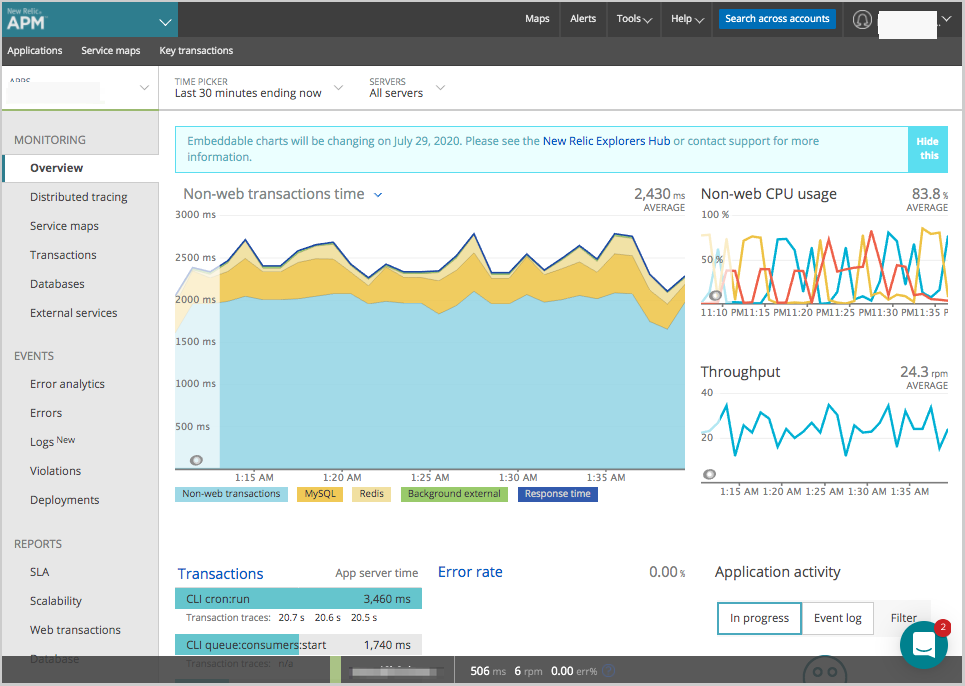 New Relic
APM
Maps
Alerts
Tools
Help
Search across accounts
Applications
Service maps
Key transactions
APPS
TIME PICKER
Last 30 minutes ending now
SERVERS
All servers
MONITORING
Overview
Distributed tracing
Service maps
Transactions
Databases
External services
EVENTS
Error analytics
Errors
Logs New
Violations
Deployments
REPORTS
SLA
Scalability
Web transactions
Database
Embeddable charts will be changing on July 29, 2020. Please see the New Relic Explorers Hub or contact support for more
information.
Hide
this
Non-web transactions time
2,430 ms
AVERAGE
3000 ms
2500 ms
2000 ms
1500 ms
1000 ms
500 ms
1:15 AM 1:20 AM 1:25 AM 1:30 AM 1:35 AM
Non-web transactions MySQL Redis Background external Response time
Non-web CPU usage
83.8 %
AVERAGE
100 %
50 %
11:10 PM 11:15 PM 11:20 PM 11:25 PM 11:30 PM 11:35 P
Throughput
24.3 rpm
AVERAGE
40
20
1:15 AM 1:20 AM 1:25 AM 1:30 AM 1:35 AM
Transactions
App server time
CLI cron:run 3,460 ms
Transaction traces: 20.7 s 20.6 s 20.5 s
CLI queue:consumers:start 1,740 ms
Transaction traces: n/a
Error rate
0.00 %
Application activity
In progress
Event log
Filter
2
506 ms 6 rpm 0.00 err%